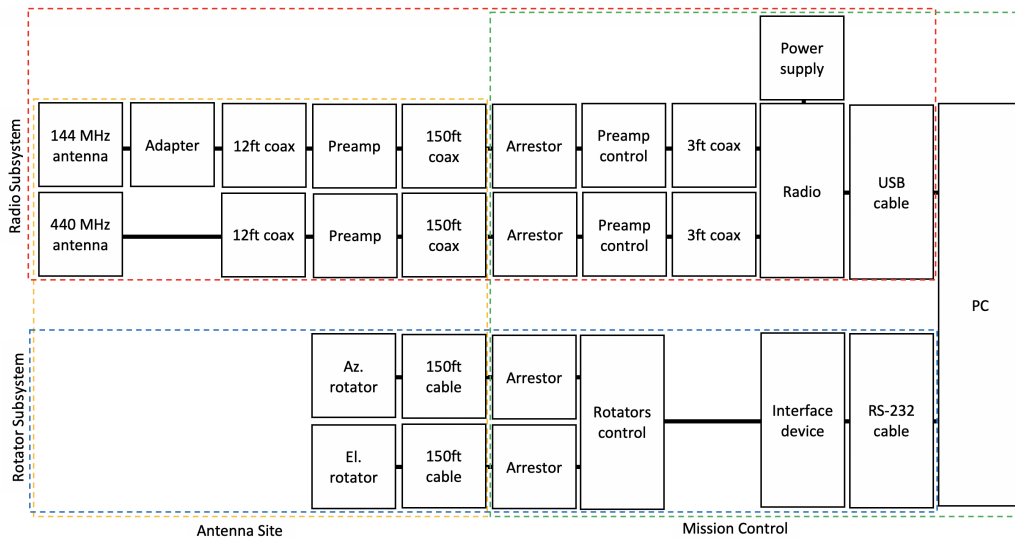 Power
supply
Radio Subsystem
144 MHz
antenna
Adapter
12ft coax
Preamp
150ft
coax
Arrestor
Preamp
control
3ft coax
Radio
USB
cable
440 MHz
antenna
12ft coax
Preamp
150ft
coax
Arrestor
Preamp
control
3ft coax
PC
Rotator Subsystem
Az.
rotator
150ft
cable
Arrestor
Rotators
control
Interface
device
RS-232
cable
El.
rotator
150ft
cable
Arrestor
Antenna Site
Mission Control